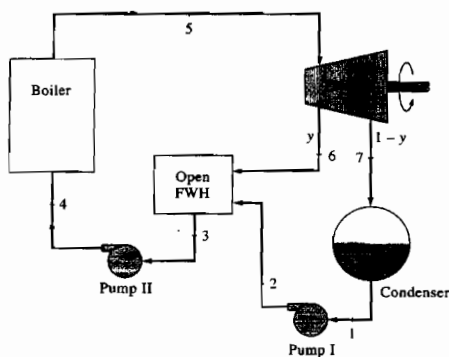 5
Boiler
y
6
1 – y
7
Open
FWH
4
3
2
Pump II
Condenser
1
Pump I